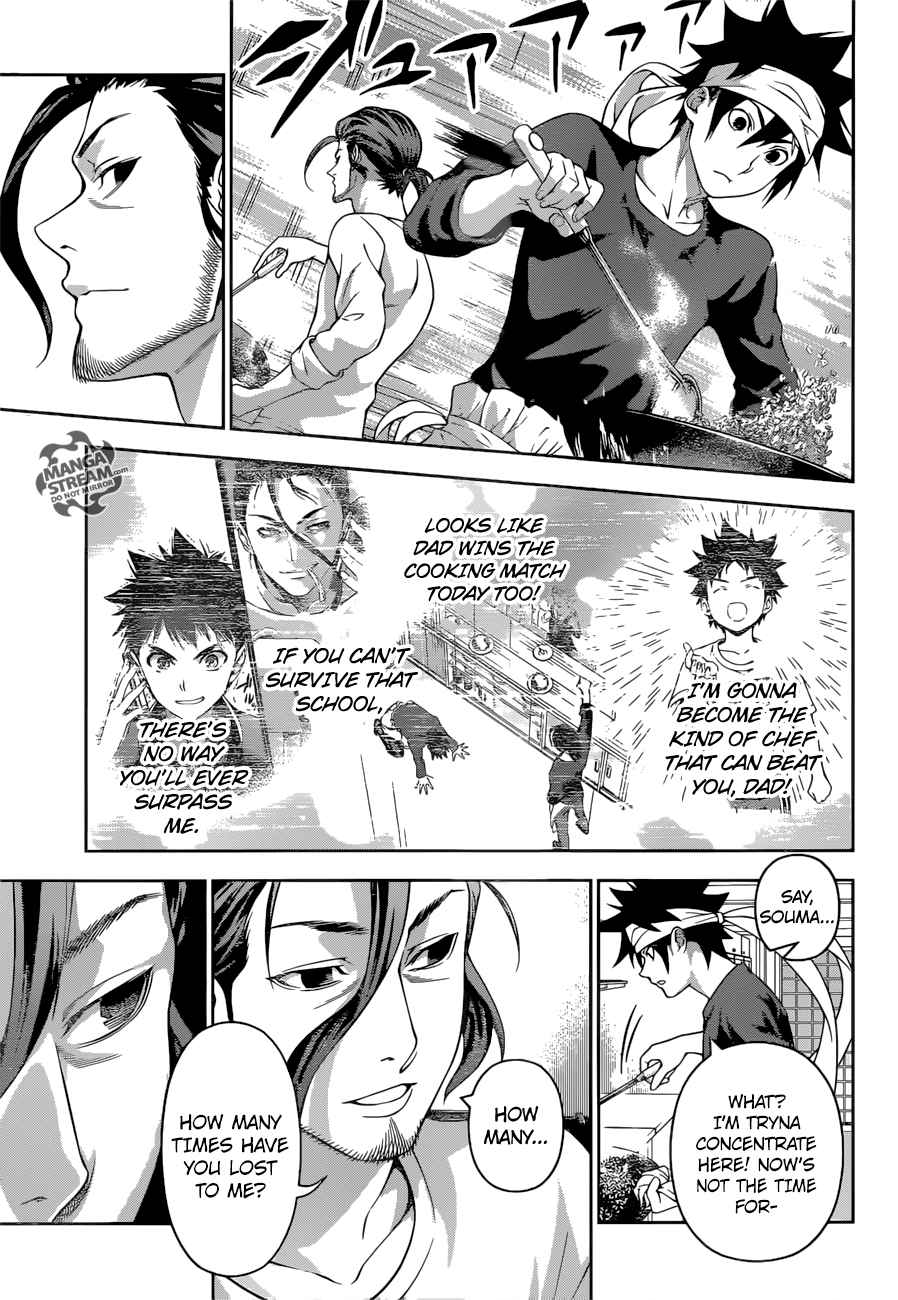 ジュアアアア
I'M GONNA
BECOME THE
KIND OF CHEF
THAT CAN BEAT
YOU, DAD!
LOOKS LIKE
DAD WINS THE
COOKING MATCH
TODAY TOO!
IF YOU CAN'T
SURVIVE THAT
SCHOOL,
THERE'S
NO WAY
YOU'LL EVER
SURPASS
ME.
MANGA
STREAM.com
DO NOT MIRROR!
SAY,
SOUMA...
WHAT?
I'M TRYNA
CONCENTRATE
HERE! NOW'S
NOT THE TIME
FOR-
HOW
MANY...
HOW MANY
TIMES HAVE
YOU LOST
TO ME?